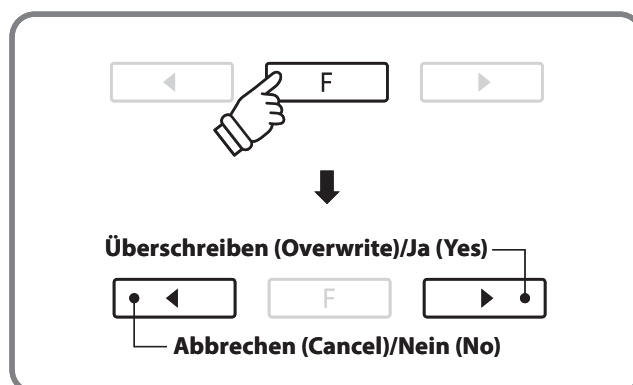 F
Überschreiben (Overwrite)/Ja (Yes)
F
Abbrechen (Cancel)/Nein (No)